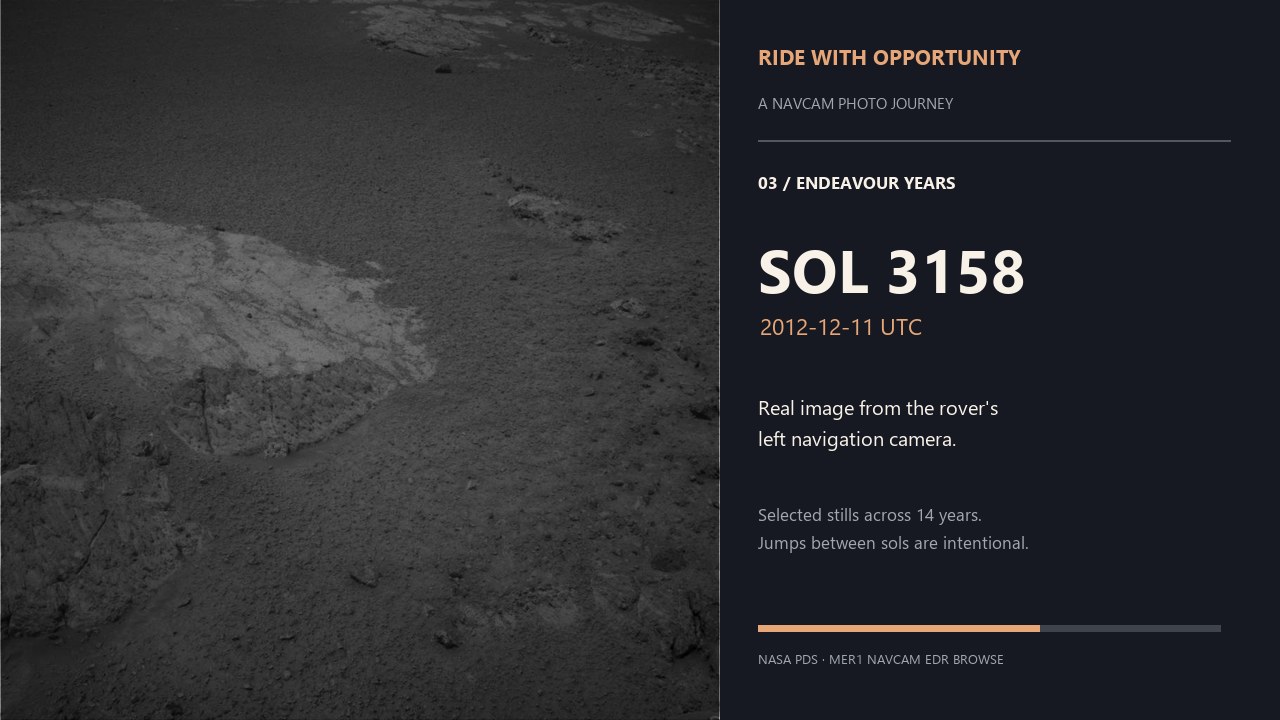 RIDE WITH OPPORTUNITY
A NAVCAM PHOTO JOURNEY
03 / ENDEAVOUR YEARS
SOL 3158
2012-12-11 UTC
Real image from the rover's
left navigation camera.
Selected stills across 14 years.
Jumps between sols are intentional.
NASA PDS · MER1 NAVCAM EDR BROWSE